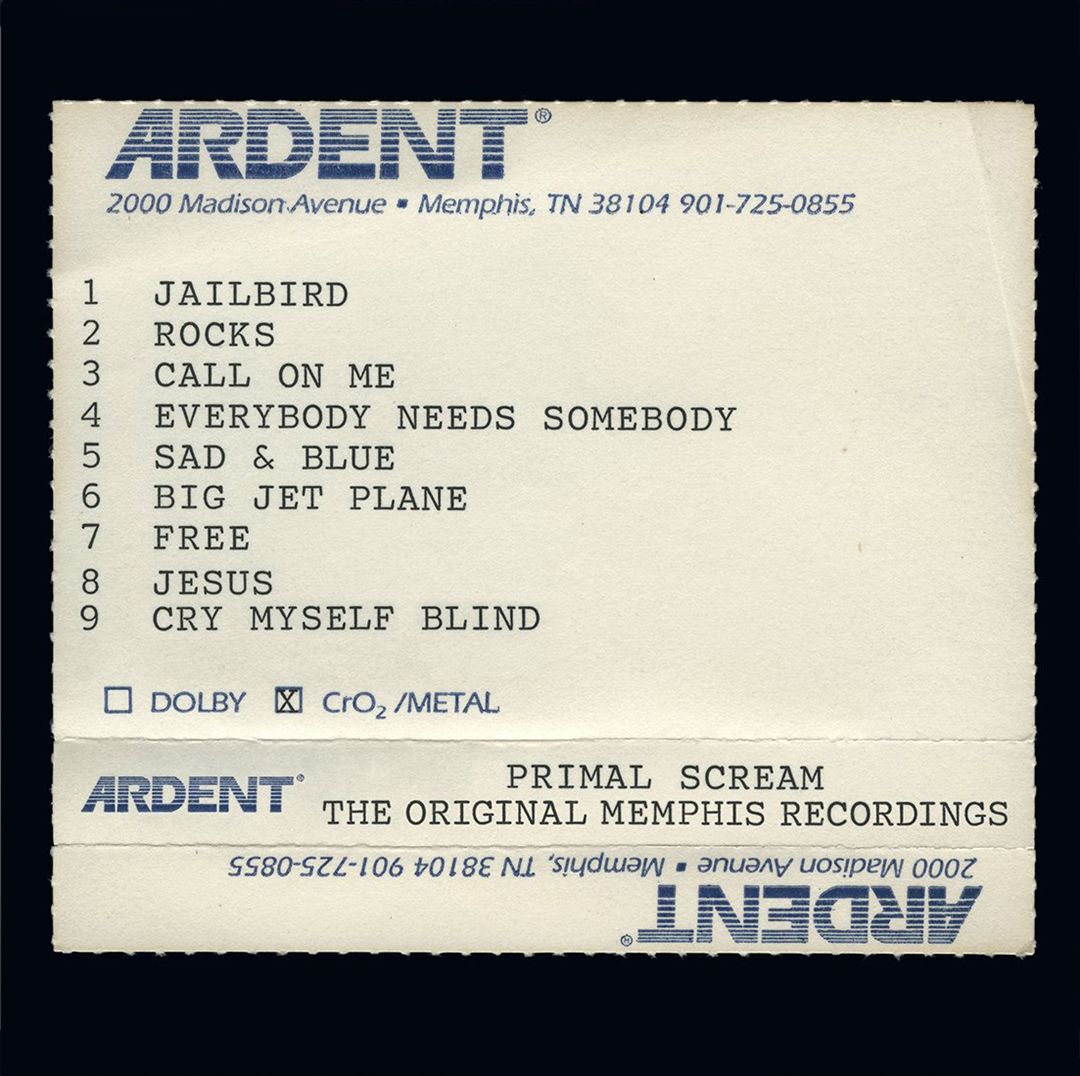 ARDENT®
2000 Madison Avenue ▪ Memphis, TN 38104 901-725-0855
1 JAILBIRD
2 ROCKS
3 CALL ON ME
4 EVERYBODY NEEDS SOMEBODY
5 SAD & BLUE
6 BIG JET PLANE
7 FREE
8 JESUS
9 CRY MYSELF BLIND
☐ DOLBY ☒ CrO₂ /METAL
ARDENT®
PRIMAL SCREAM
THE ORIGINAL MEMPHIS RECORDINGS
2000 Madison Avenue ▪ Memphis, TN 38104 901-725-0855
ARDENT®